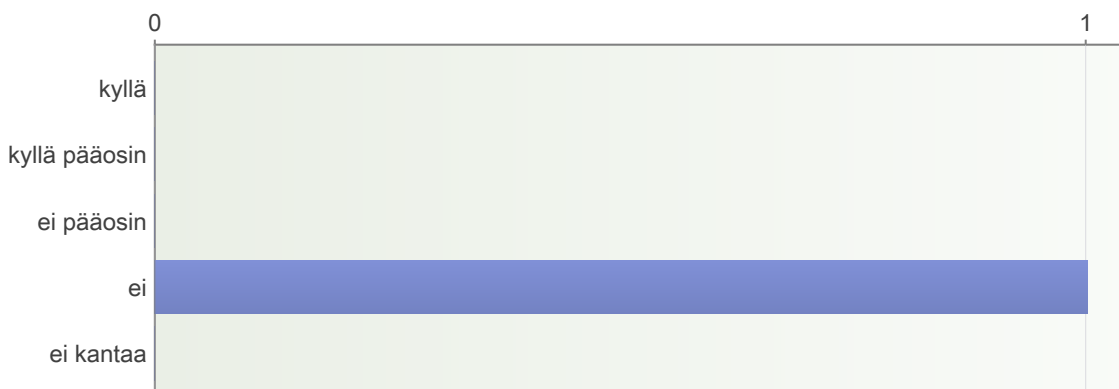 0 1
kyllä
kyllä pääosin
ei pääosin
ei
ei kantaa